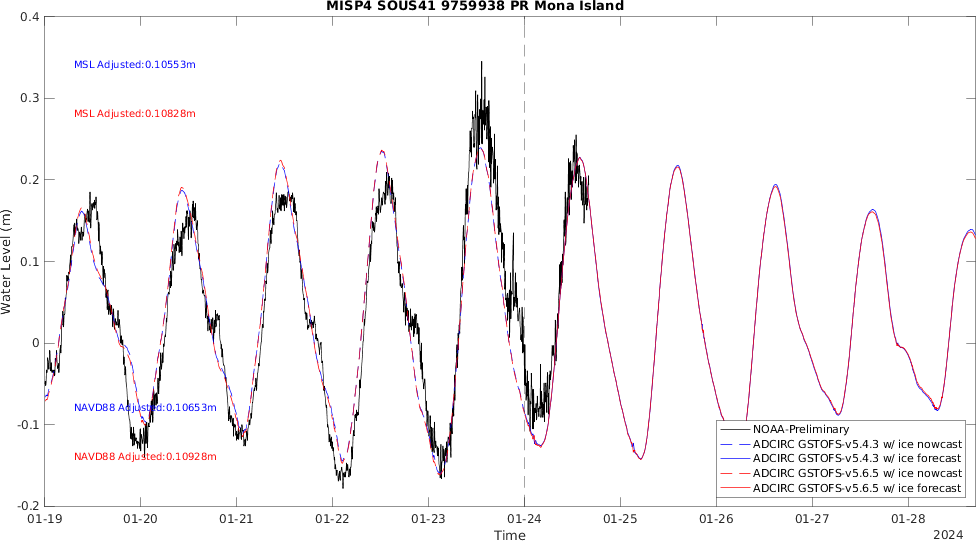 MISP4 SOUS41 9759938 PR Mona Island
0.4
0.3
0.2
0.1
0
-0.1
-0.2
Water Level (m)
MSL Adjusted:0.10553m
MSL Adjusted:0.10828m
NAVD88 Adjusted:0.10653m
NAVD88 Adjusted:0.10928m
NOAA-Preliminary
ADCIRC GSTOFS-v5.4.3 w/ ice nowcast
ADCIRC GSTOFS-v5.4.3 w/ ice forecast
ADCIRC GSTOFS-v5.6.5 w/ ice nowcast
ADCIRC GSTOFS-v5.6.5 w/ ice forecast
01-19 01-20 01-21 01-22 01-23 01-24 01-25 01-26 01-27 01-28
Time
2024